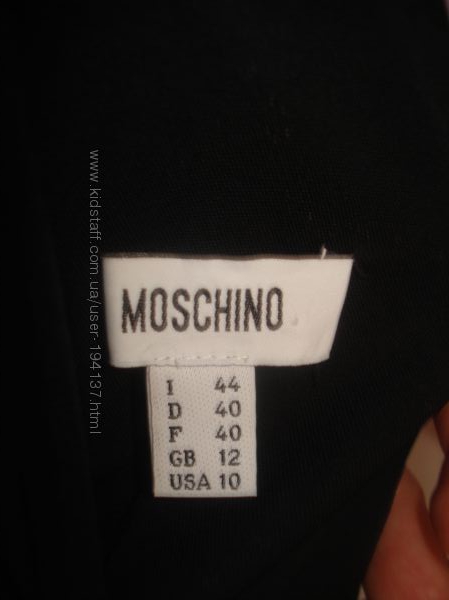 www.kidstaff.com.ua/user-194137.html
MOSCHINO
I 44
D 40
F 40
GB 12
USA 10